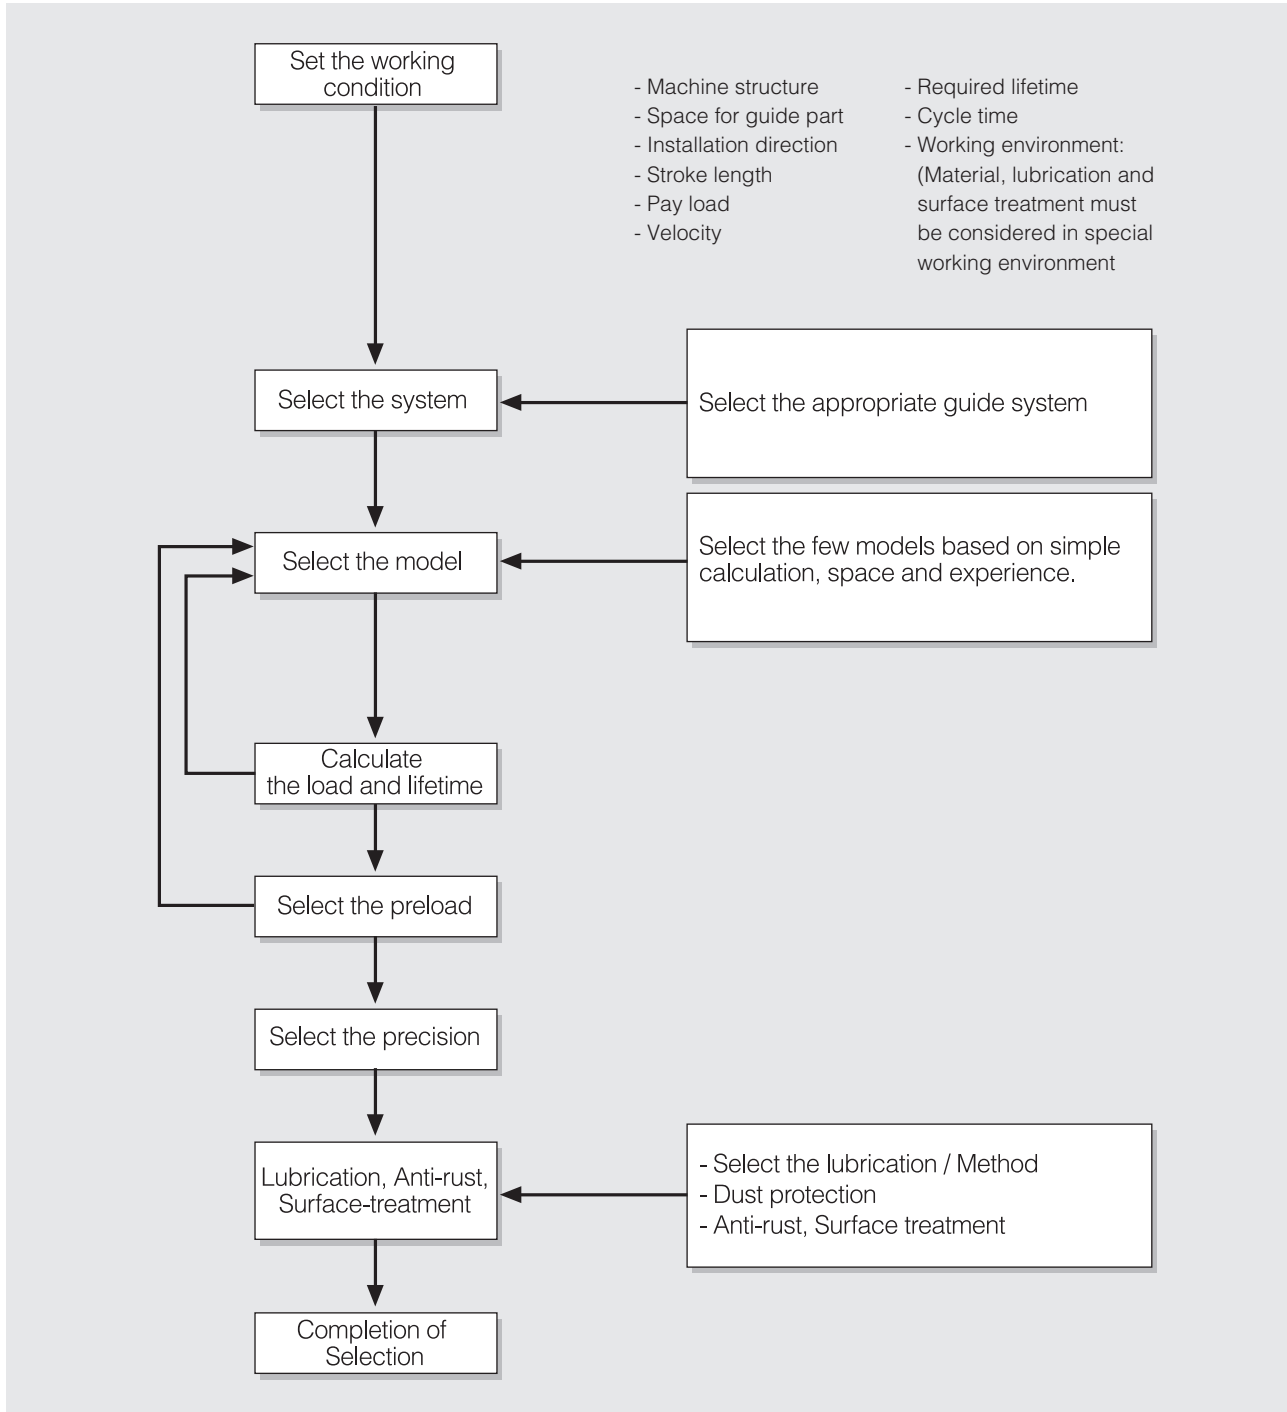 Set the working
condition
- Machine structure
- Space for guide part
- Installation direction
- Stroke length
- Pay load
- Velocity
- Required lifetime
- Cycle time
- Working environment:
(Material, lubrication and
surface treatment must
be considered in special
working environment
Select the system
Select the appropriate guide system
Select the model
Select the few models based on simple
calculation, space and experience.
Calculate
the load and lifetime
Select the preload
Select the precision
Lubrication, Anti-rust,
Surface-treatment
- Select the lubrication / Method
- Dust protection
- Anti-rust, Surface treatment
Completion of
Selection